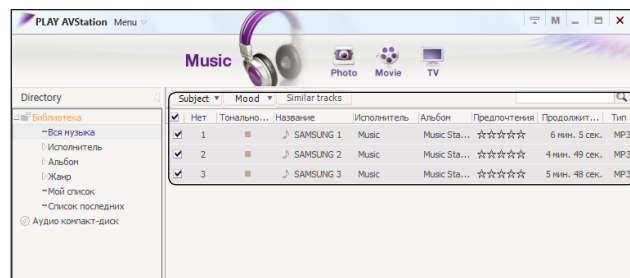 PLAY AVStation Menu
M
Music
Photo Movie TV
Directory
Subject Mood Similar tracks
Библиотека
Вся музыка
Исполнитель
Альбом
Жанр
Мой список
Список последних
Аудио компакт-диск
Нет Тонально... Название Исполнитель Альбом Предпочтения Продолжит... Тип
1 SAMSUNG 1 Music Music Sta... 6 мин. 5 сек. MP3
2 SAMSUNG 2 Music Music Sta... 4 мин. 49 сек. MP3
3 SAMSUNG 3 Music Music Sta... 5 мин. 48 сек. MP3